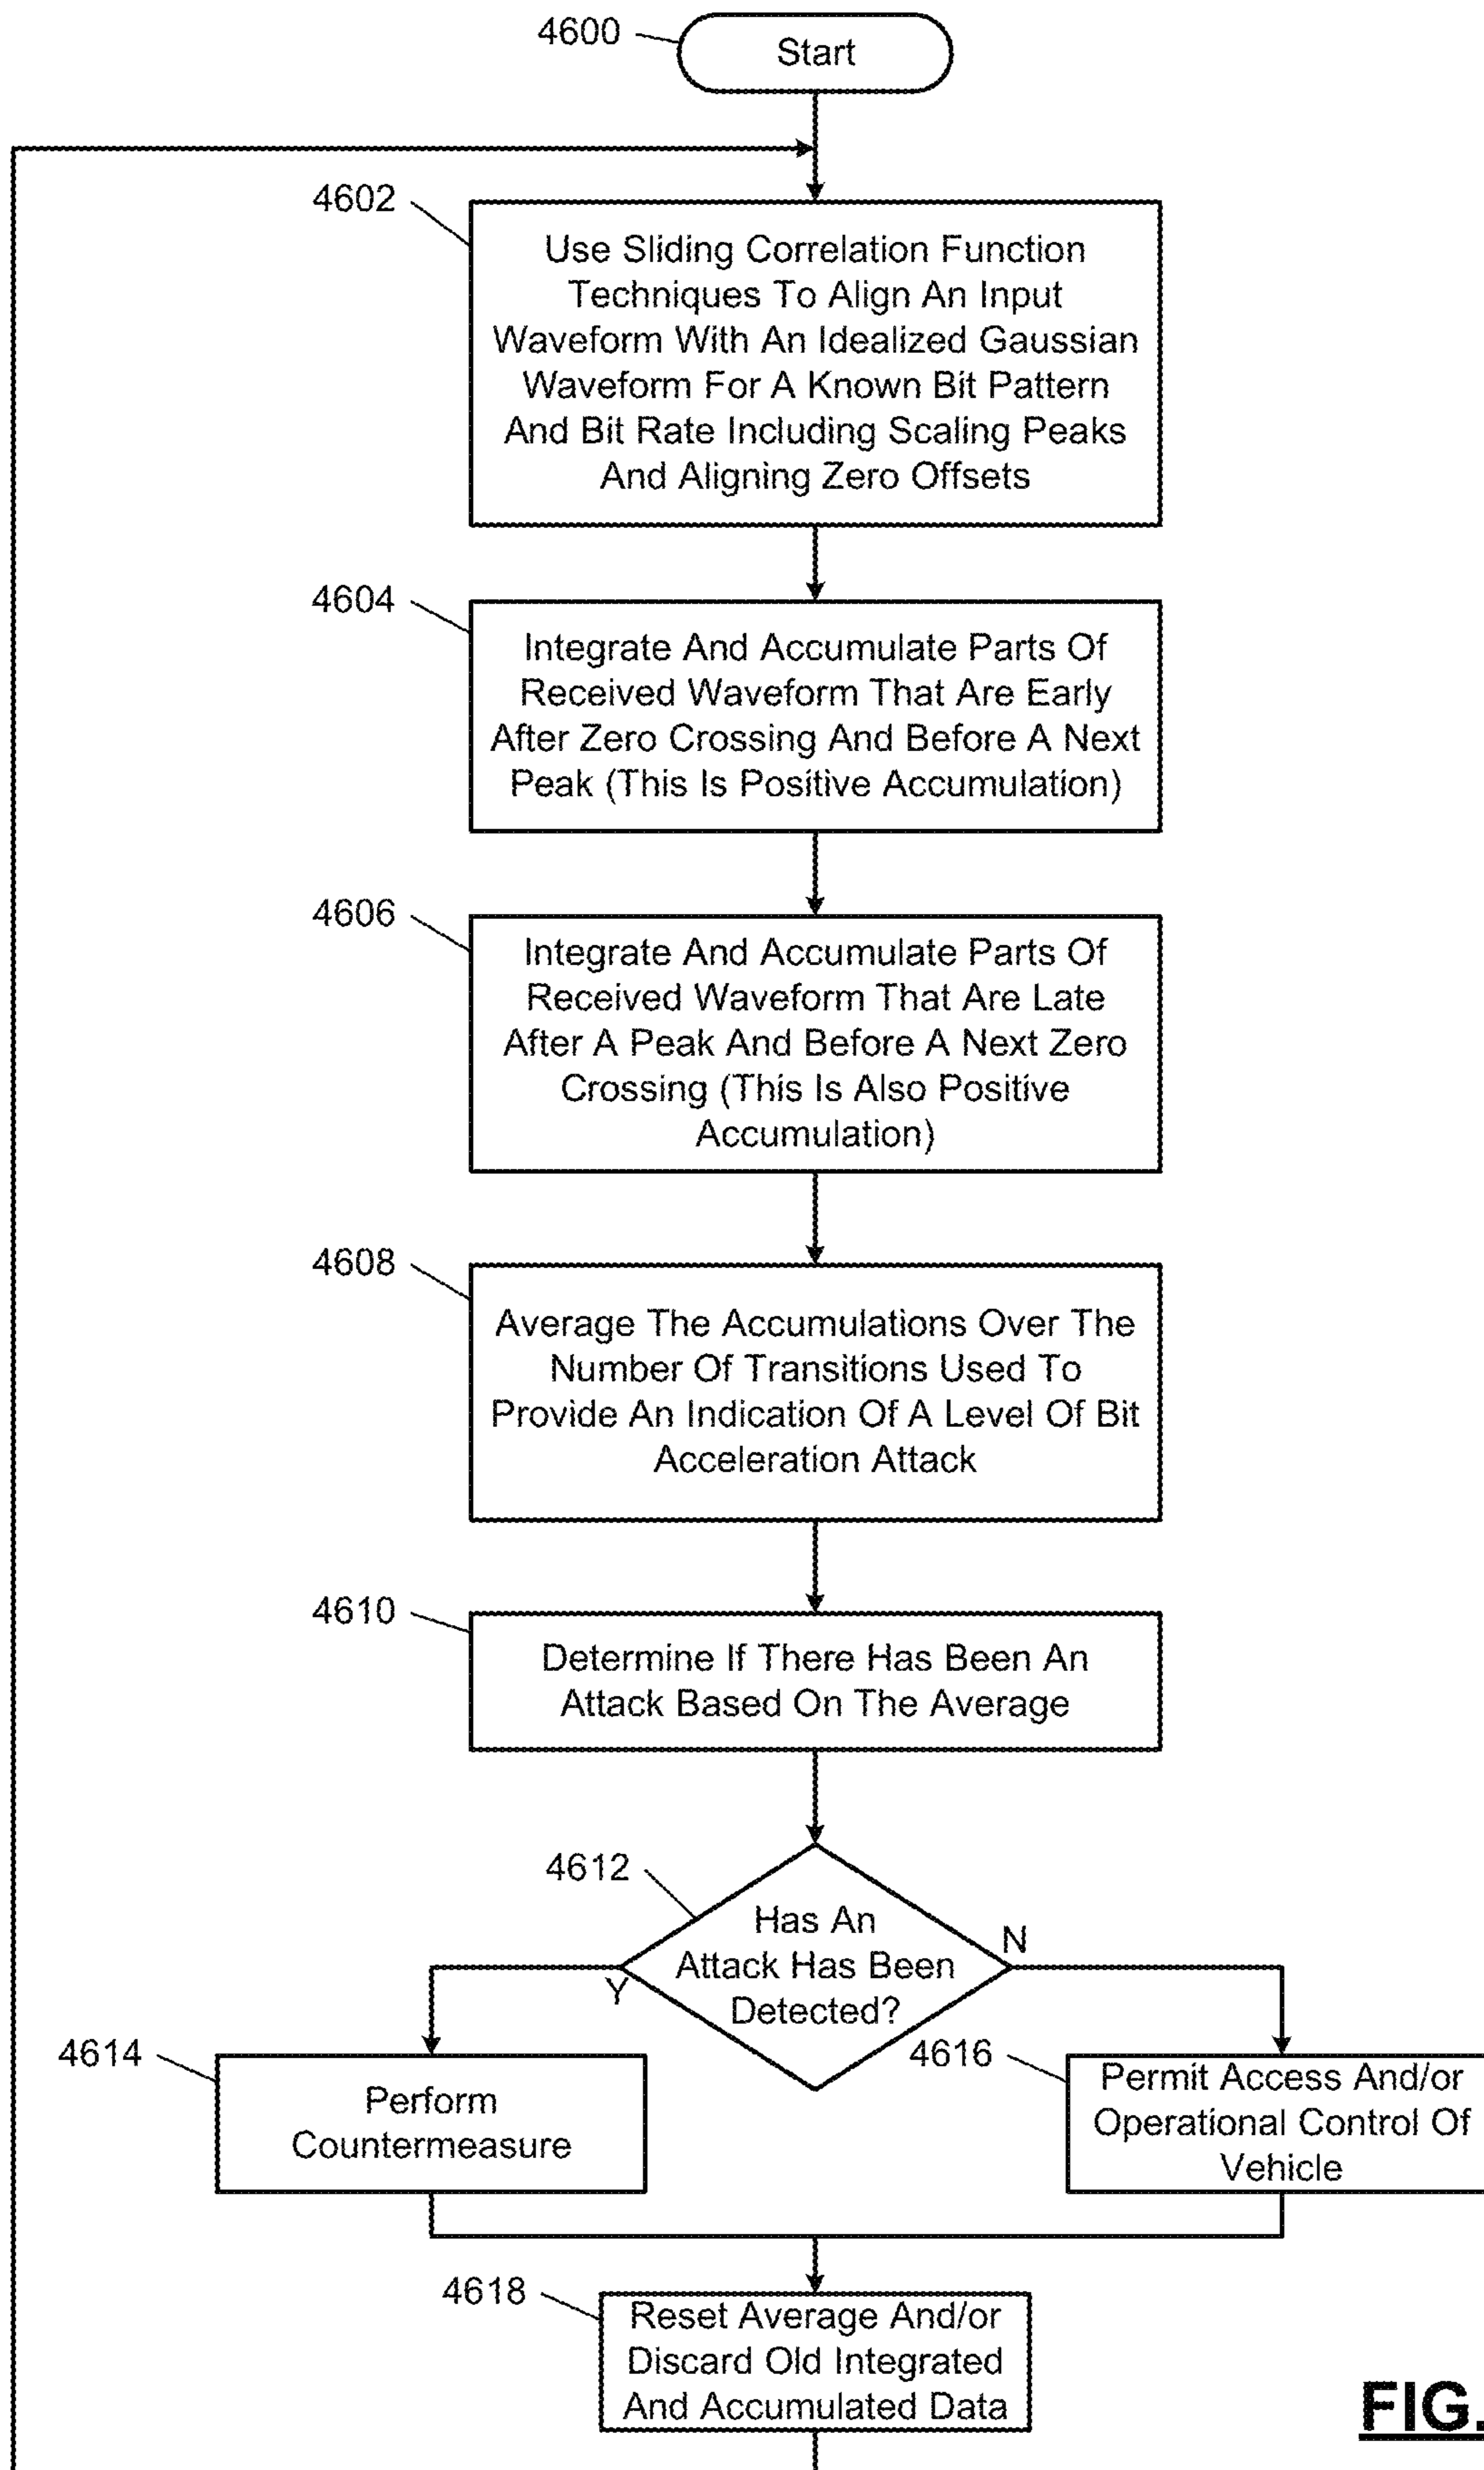 4600
Start
4602
Use Sliding Correlation Function
Techniques To Align An Input
Waveform With An Idealized Gaussian
Waveform For A Known Bit Pattern
And Bit Rate Including Scaling Peaks
And Aligning Zero Offsets
4604
Integrate And Accumulate Parts Of
Received Waveform That Are Early
After Zero Crossing And Before A Next
Peak (This Is Positive Accumulation)
4606
Integrate And Accumulate Parts Of
Received Waveform That Are Late
After A Peak And Before A Next Zero
Crossing (This Is Also Positive
Accumulation)
4608
Average The Accumulations Over The
Number Of Transitions Used To
Provide An Indication Of A Level Of Bit
Acceleration Attack
4610
Determine If There Has Been An
Attack Based On The Average
4612
Has An
Attack Has Been
Detected?
Y
N
4614
Perform
Countermeasure
4616
Permit Access And/or
Operational Control Of
Vehicle
4618
Reset Average And/or
Discard Old Integrated
And Accumulated Data
FIG.